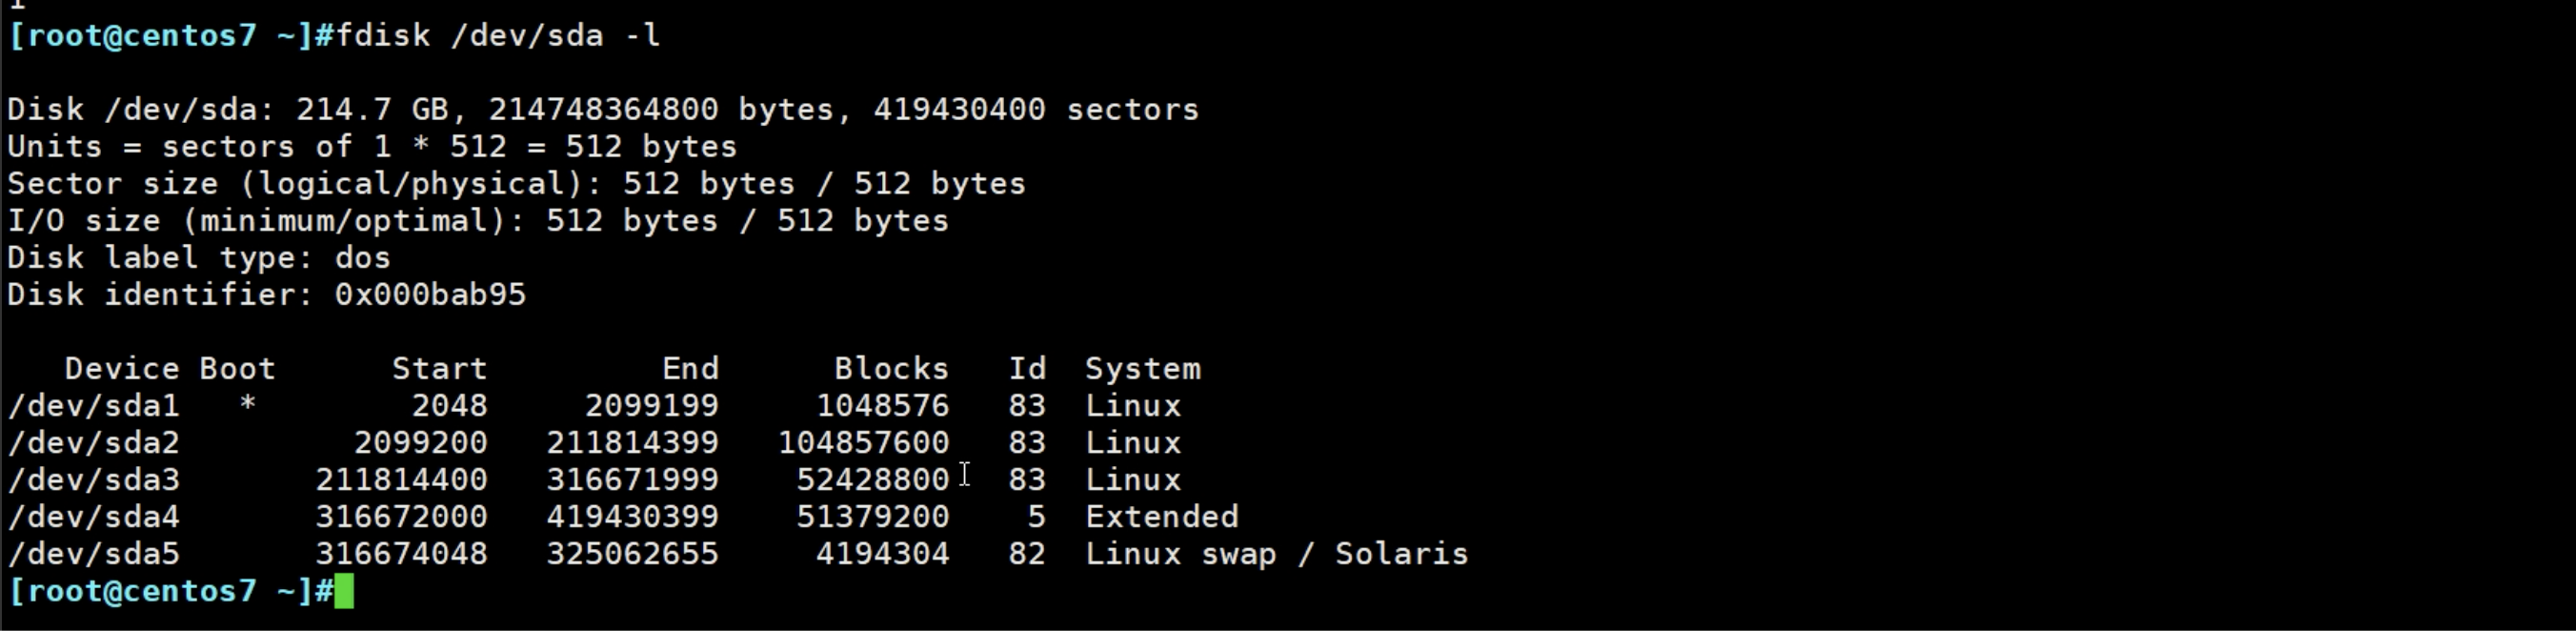 [root@centos7 ~]#fdisk /dev/sda -l

Disk /dev/sda: 214.7 GB, 214748364800 bytes, 419430400 sectors
Units = sectors of 1 * 512 = 512 bytes
Sector size (logical/physical): 512 bytes / 512 bytes
I/O size (minimum/optimal): 512 bytes / 512 bytes
Disk label type: dos
Disk identifier: 0x000bab95

   Device Boot      Start         End      Blocks   Id  System
/dev/sda1   *        2048     2099199     1048576   83  Linux
/dev/sda2         2099200   211814399   104857600   83  Linux
/dev/sda3       211814400   316671999    52428800   83  Linux
/dev/sda4       316672000   419430399    51379200    5  Extended
/dev/sda5       316674048   325062655     4194304   82  Linux swap / Solaris
[root@centos7 ~]#